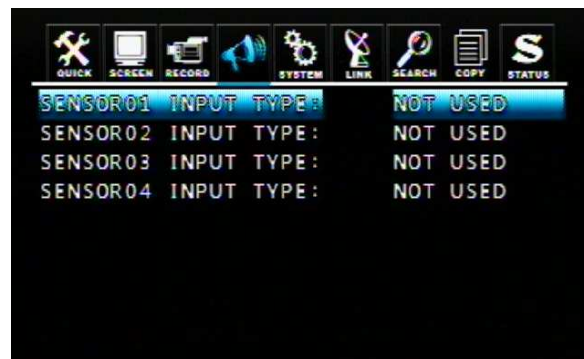 QUICK SCREEN RECORD SYSTEM LINK SEARCH COPY S STATUS
SENSOR01 INPUT TYPE: NOT USED
SENSOR02 INPUT TYPE: NOT USED
SENSOR03 INPUT TYPE: NOT USED
SENSOR04 INPUT TYPE: NOT USED